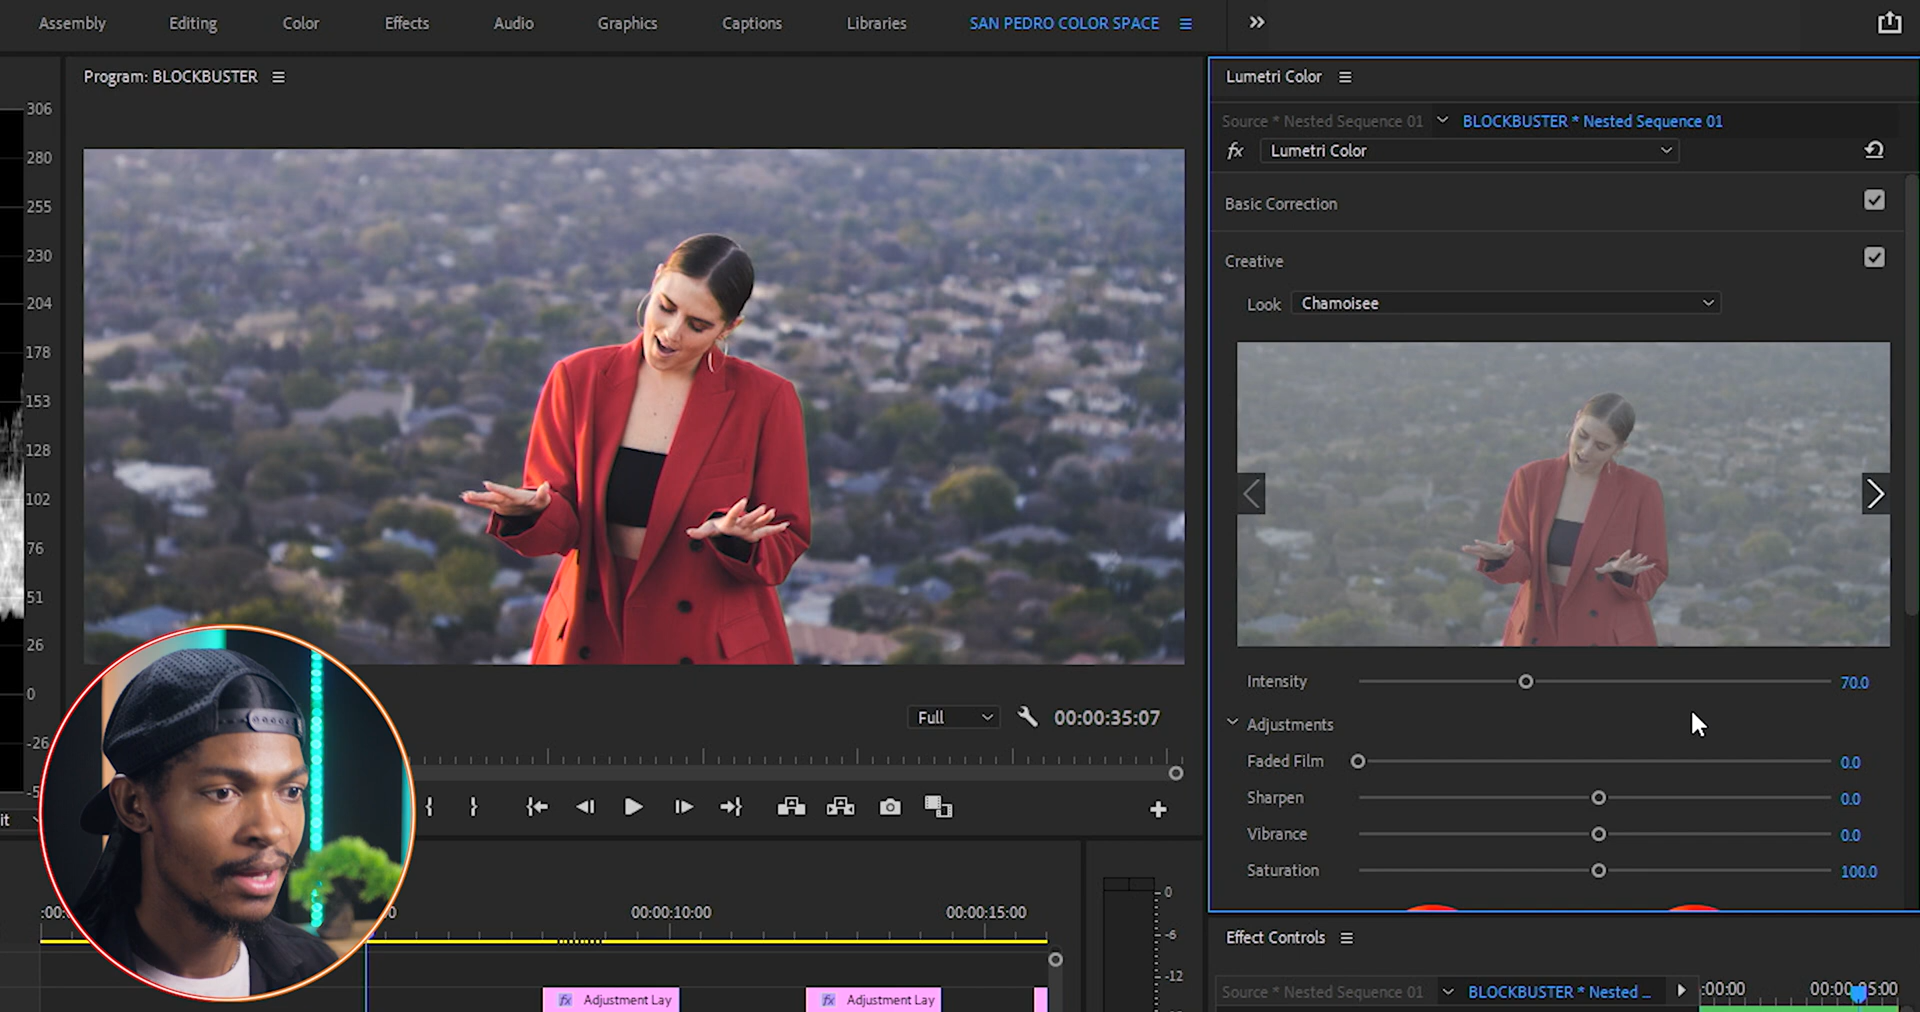 Assembly Editing Color Effects Audio Graphics Captions Libraries SAN PEDRO COLOR SPACE
Program: BLOCKBUSTER
306
280
255
230
204
178
153
128
102
76
51
26
0
-26
Full 00:00:35:07
00:00:10:00 00:00:15:00
fx Adjustment Lay fx Adjustment Lay
0
-6
-12
Lumetri Color
Source * Nested Sequence 01 BLOCKBUSTER * Nested Sequence 01
fx Lumetri Color
Basic Correction
Creative
Look Chamoisee
Intensity 70.0
Adjustments
Faded Film 0.0
Sharpen 0.0
Vibrance 0.0
Saturation 100.0
Effect Controls
Source * Nested Sequence 01 BLOCKBUSTER * Nested ... :00:00